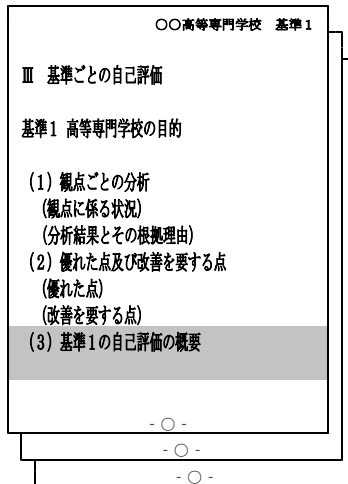 ○○高等専門学校　基準１
Ⅲ　基準ごとの自己評価
基準１ 高等専門学校の目的
（１）観点ごとの分析
(観点に係る状況)
(分析結果とその根拠理由)
（２）優れた点及び改善を要する点
(優れた点)
(改善を要する点)
（３）基準１の自己評価の概要
- ○ -
- ○ -
- ○ -